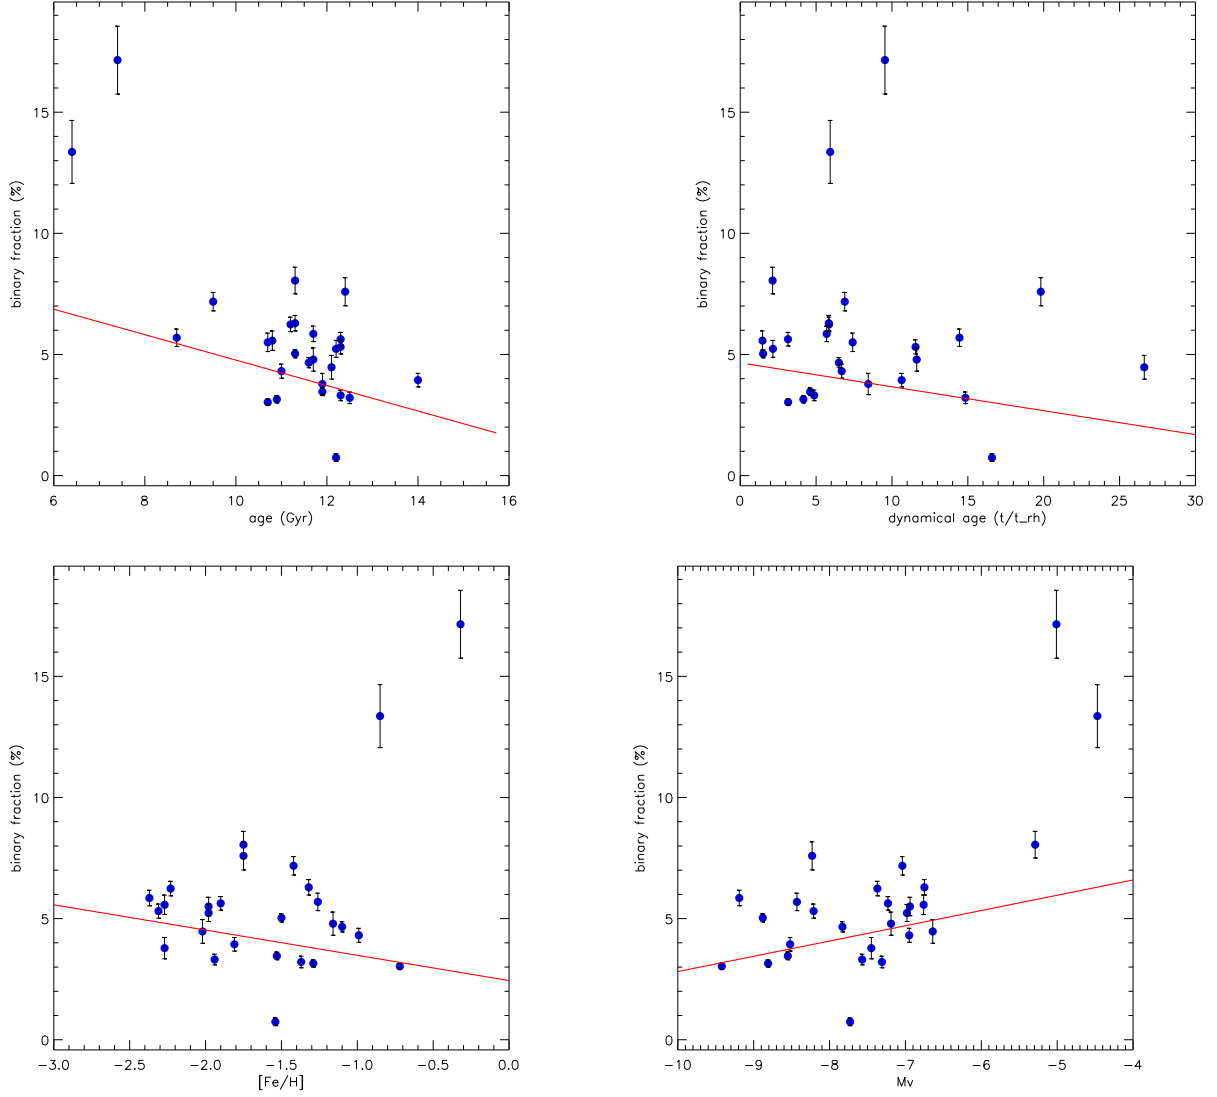 15
10
5
0
binary fraction (%)
6 8 10 12 14 16
age (Gyr)
15
10
5
0
binary fraction (%)
0 5 10 15 20 25 30
dynamical age (t/t_rh)
15
10
5
0
binary fraction (%)
−3.0 −2.5 −2.0 −1.5 −1.0 −0.5 0.0
[Fe/H]
15
10
5
0
binary fraction (%)
−10 −9 −8 −7 −6 −5 −4
Mv